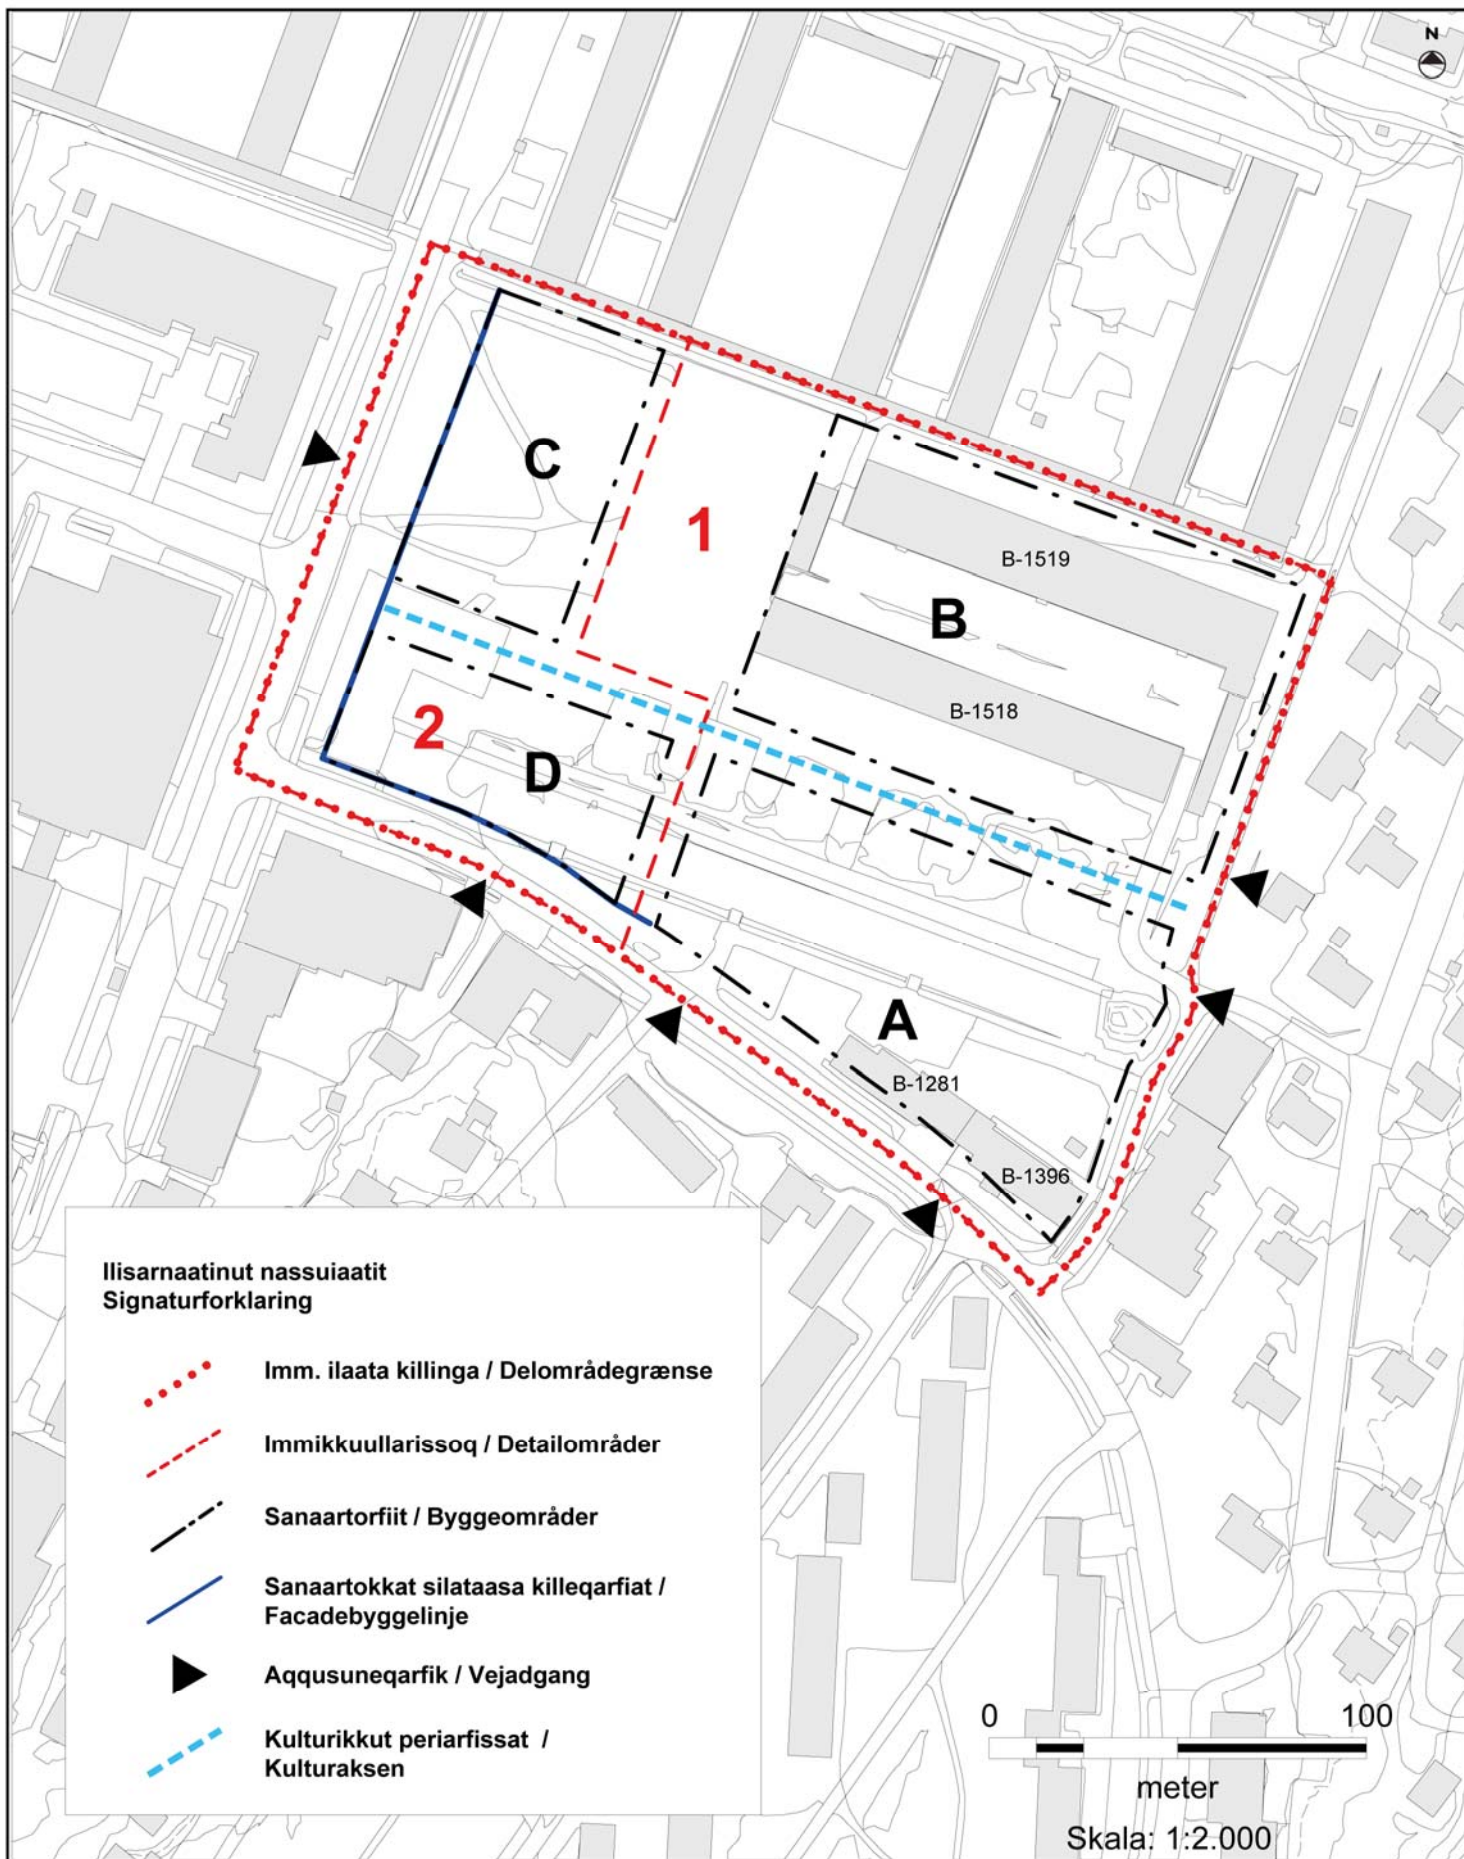 N
C
1
B-1519
B
B-1518
2
D
A
B-1281
B-1396
Ilisarnaatinut nassuiaatit
Signaturforklaring
Imm. ilaata killinga / Delområdegrænse
Immikkuullarissoq / Detailområder
Sanaartorfiit / Byggeområder
Sanaartokkat silataasa killeqarfiat /
Facadebyggelinje
Aqqusuneqarfik / Vejadgang
Kulturikkut periarfissat /
Kulturaksen
0 100
meter
Skala: 1:2.000